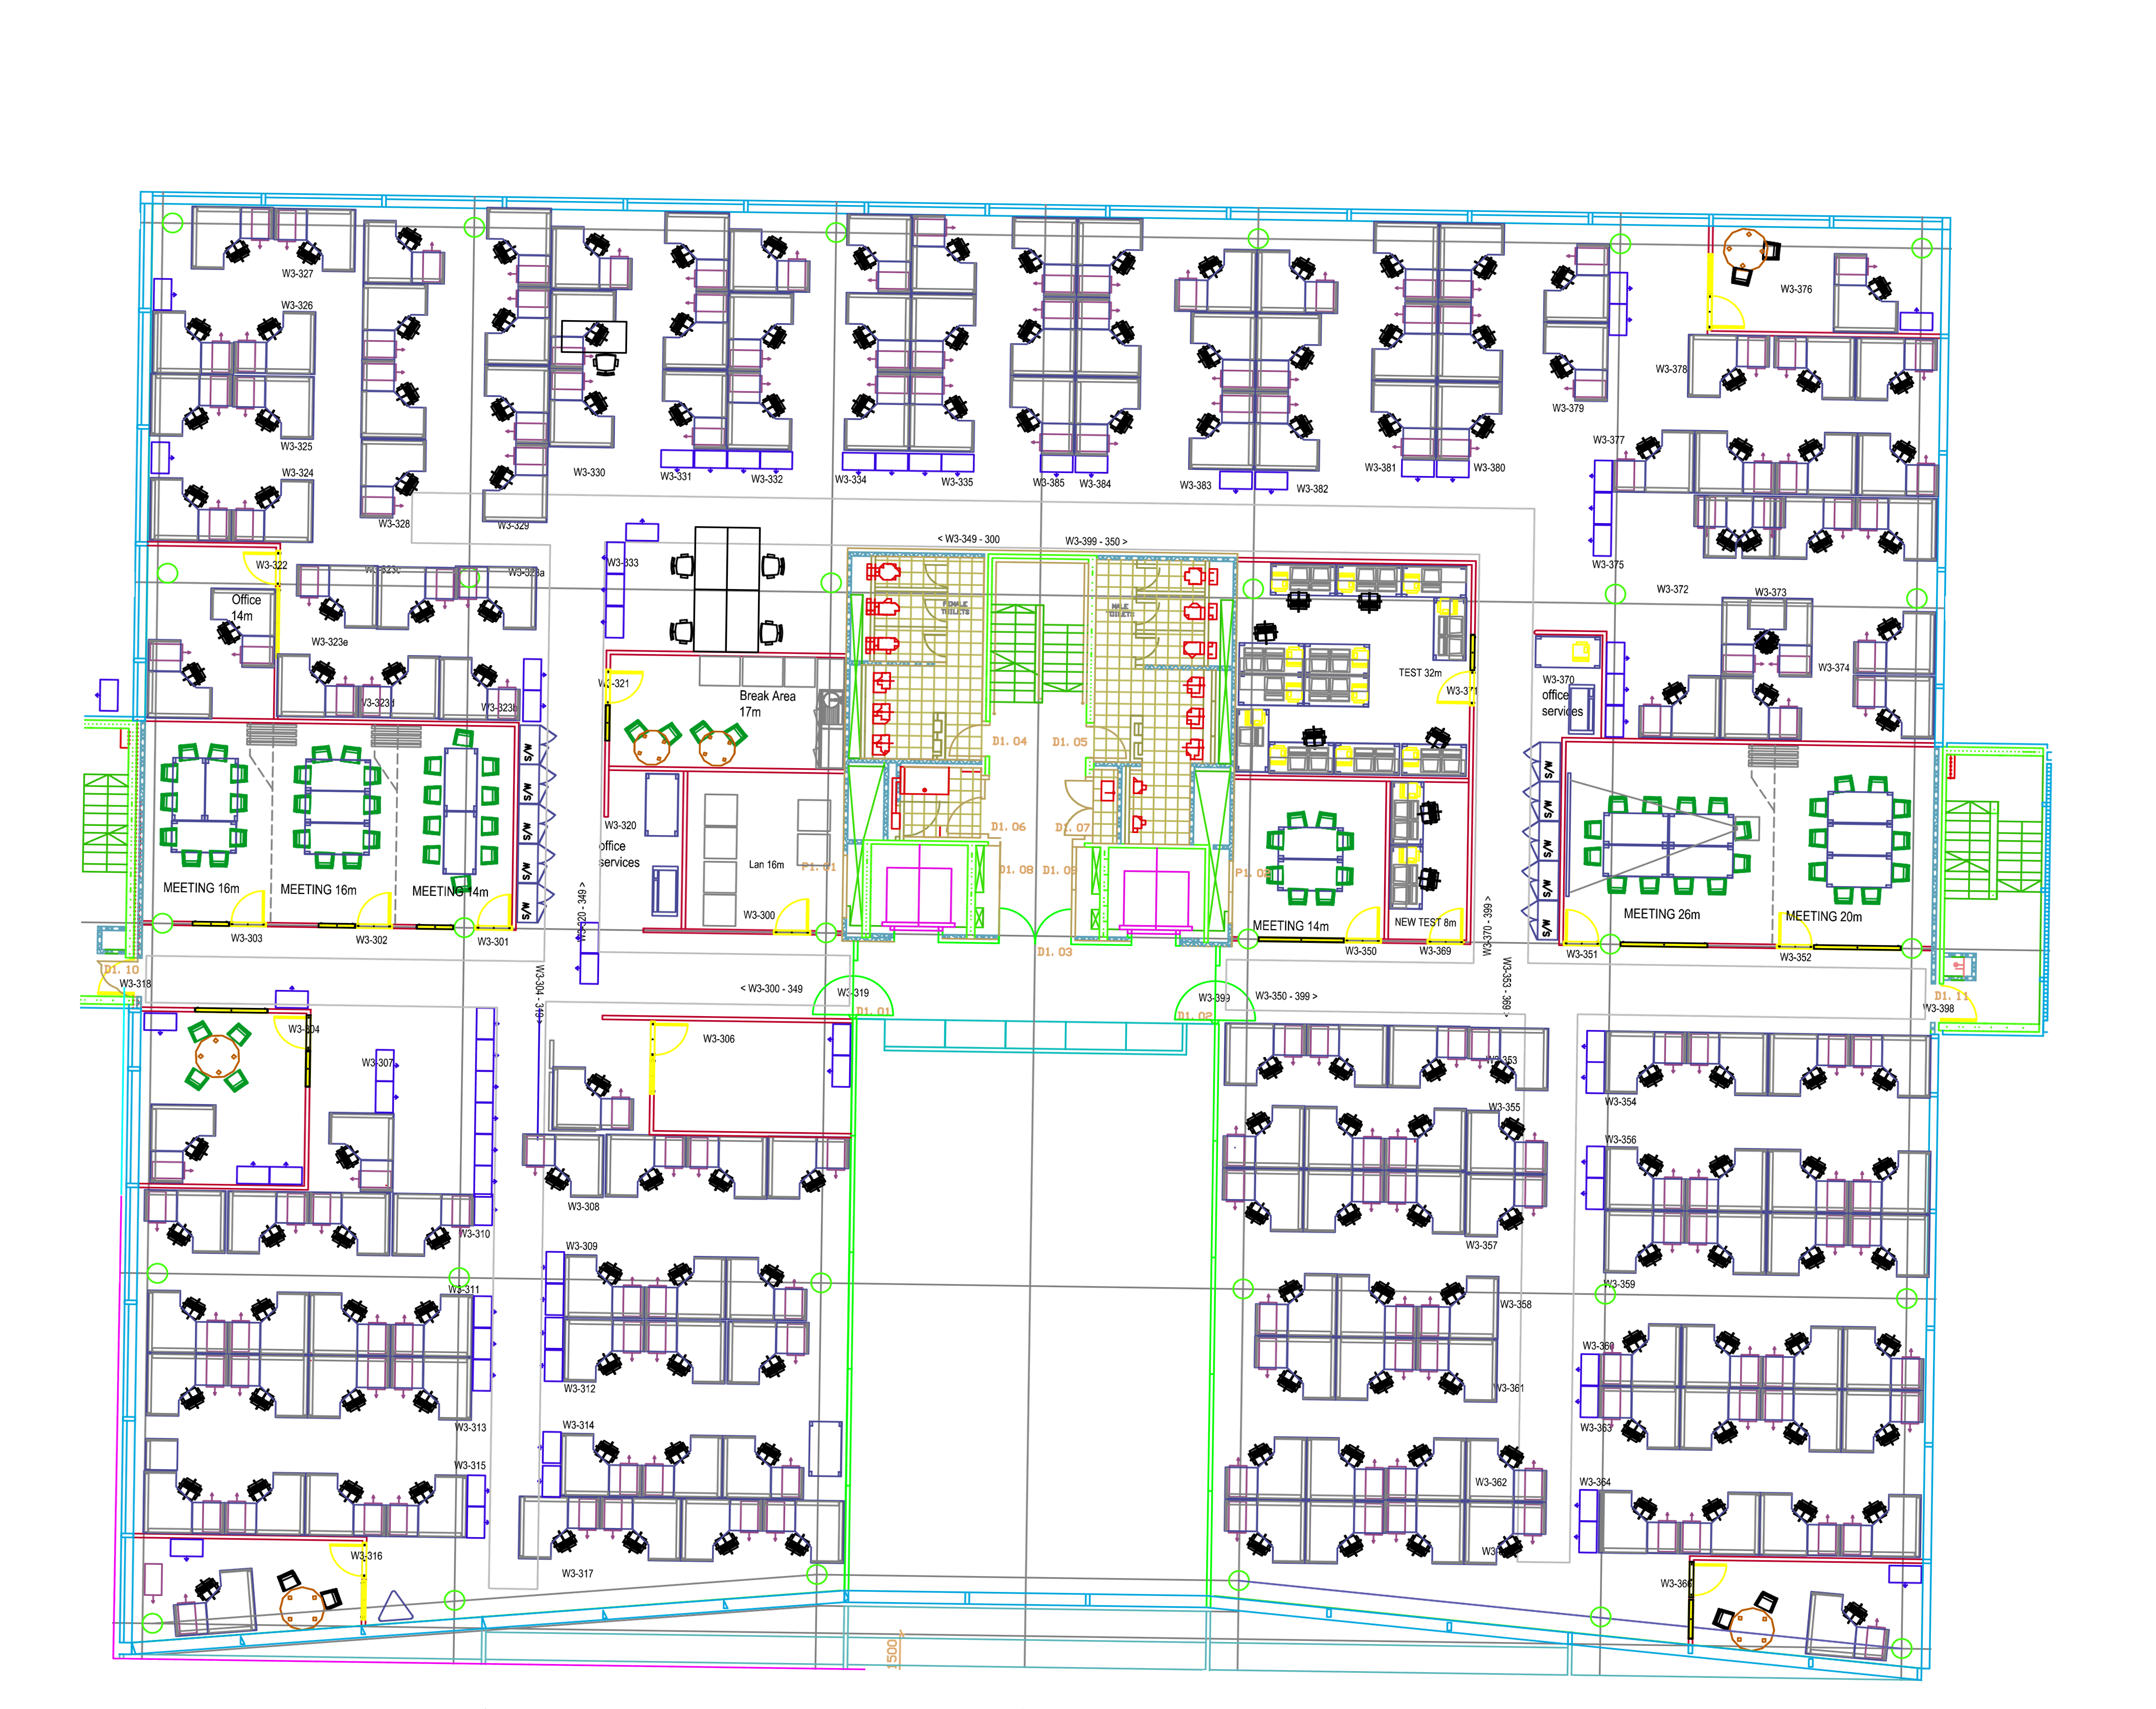 W3-327
W3-376
W3-326
W3-378
W3-379
W3-325
W3-377
W3-324
W3-330
W3-331
W3-332
W3-334
W3-335
W3-385
W3-384
W3-383
W3-382
W3-381
W3-380
W3-328
W3-329
< W3-349 - 300
W3-399 - 350 >
W3-322
W3-333
W3-375
W3-323c
W3-323a
Office
14m
FEMALE
TOILETS
MALE
TOILETS
W3-372
W3-373
W3-323e
W3-321
TEST 32m
W3-371
W3-370
W3-374
office
services
Break Area
17m
W3-323d
W3-323b
D1. 04
D1. 05
S/W
S/W
S/W
S/W
S/W
S/W
S/W
S/W
S/W
W3-320
office
services
D1. 06
D1. 07
Lan 16m
P1. 01
D1. 08
P1. 02
MEETING 16m
MEETING 16m
MEETING 14m
W3-320 - 349 >
W3-300
MEETING 14m
NEW TEST 8m
W3-370 - 399 >
MEETING 26m
MEETING 20m
W3-303
W3-302
W3-301
D1. 03
W3-350
W3-369
W3-351
W3-352
D1. 10
W3-318
W3-304 - 319 >
< W3-300 - 349
W3-319
W3-399
W3-350 - 399 >
W3-353 - 369 >
D1. 11
W3-398
D1. 01
D1. 02
W3-304
W3-306
W3-307
W3-353
W3-354
W3-355
W3-356
W3-308
W3-310
W3-309
W3-357
W3-311
W3-359
W3-358
W3-360
W3-312
W3-361
W3-313
W3-314
W3-363
W3-315
W3-362
W3-364
W3-316
W3-317
W3-366
1500